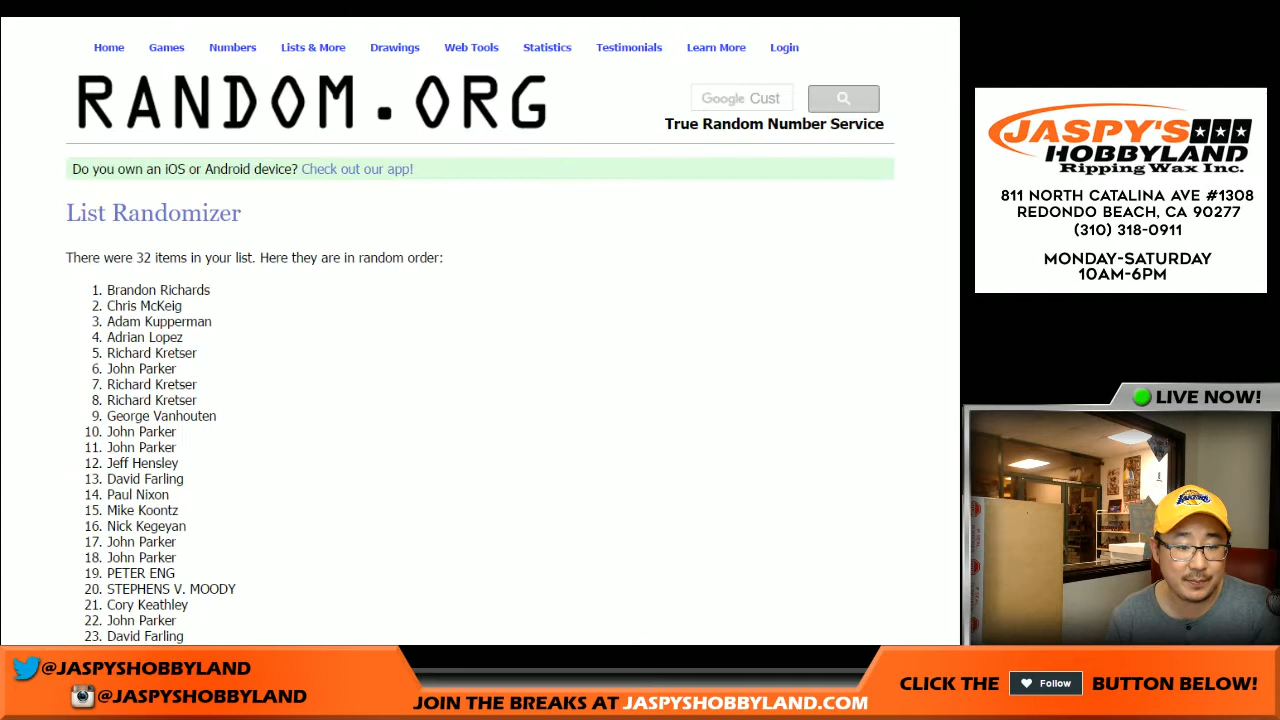 Home Games Numbers Lists & More Drawings Web Tools Statistics Testimonials Learn More Login
RANDOM.ORG
Google Cust
True Random Number Service
Do you own an iOS or Android device? Check out our app!
List Randomizer
There were 32 items in your list. Here they are in random order:
1. Brandon Richards
2. Chris McKeig
3. Adam Kupperman
4. Adrian Lopez
5. Richard Kretser
6. John Parker
7. Richard Kretser
8. Richard Kretser
9. George Vanhouten
10. John Parker
11. John Parker
12. Jeff Hensley
13. David Farling
14. Paul Nixon
15. Mike Koontz
16. Nick Kegeyan
17. John Parker
18. John Parker
19. PETER ENG
20. STEPHENS V. MOODY
21. Cory Keathley
22. John Parker
23. David Farling
JASPY'S
HOBBYLAND
Ripping Wax Inc.
811 NORTH CATALINA AVE #1308
REDONDO BEACH, CA 90277
(310) 318-0911
MONDAY-SATURDAY
10AM-6PM
LIVE NOW!
@JASPYSHOBBYLAND
@JASPYSHOBBYLAND
JOIN THE BREAKS AT JASPYSHOBBYLAND.COM
CLICK THE Follow BUTTON BELOW!